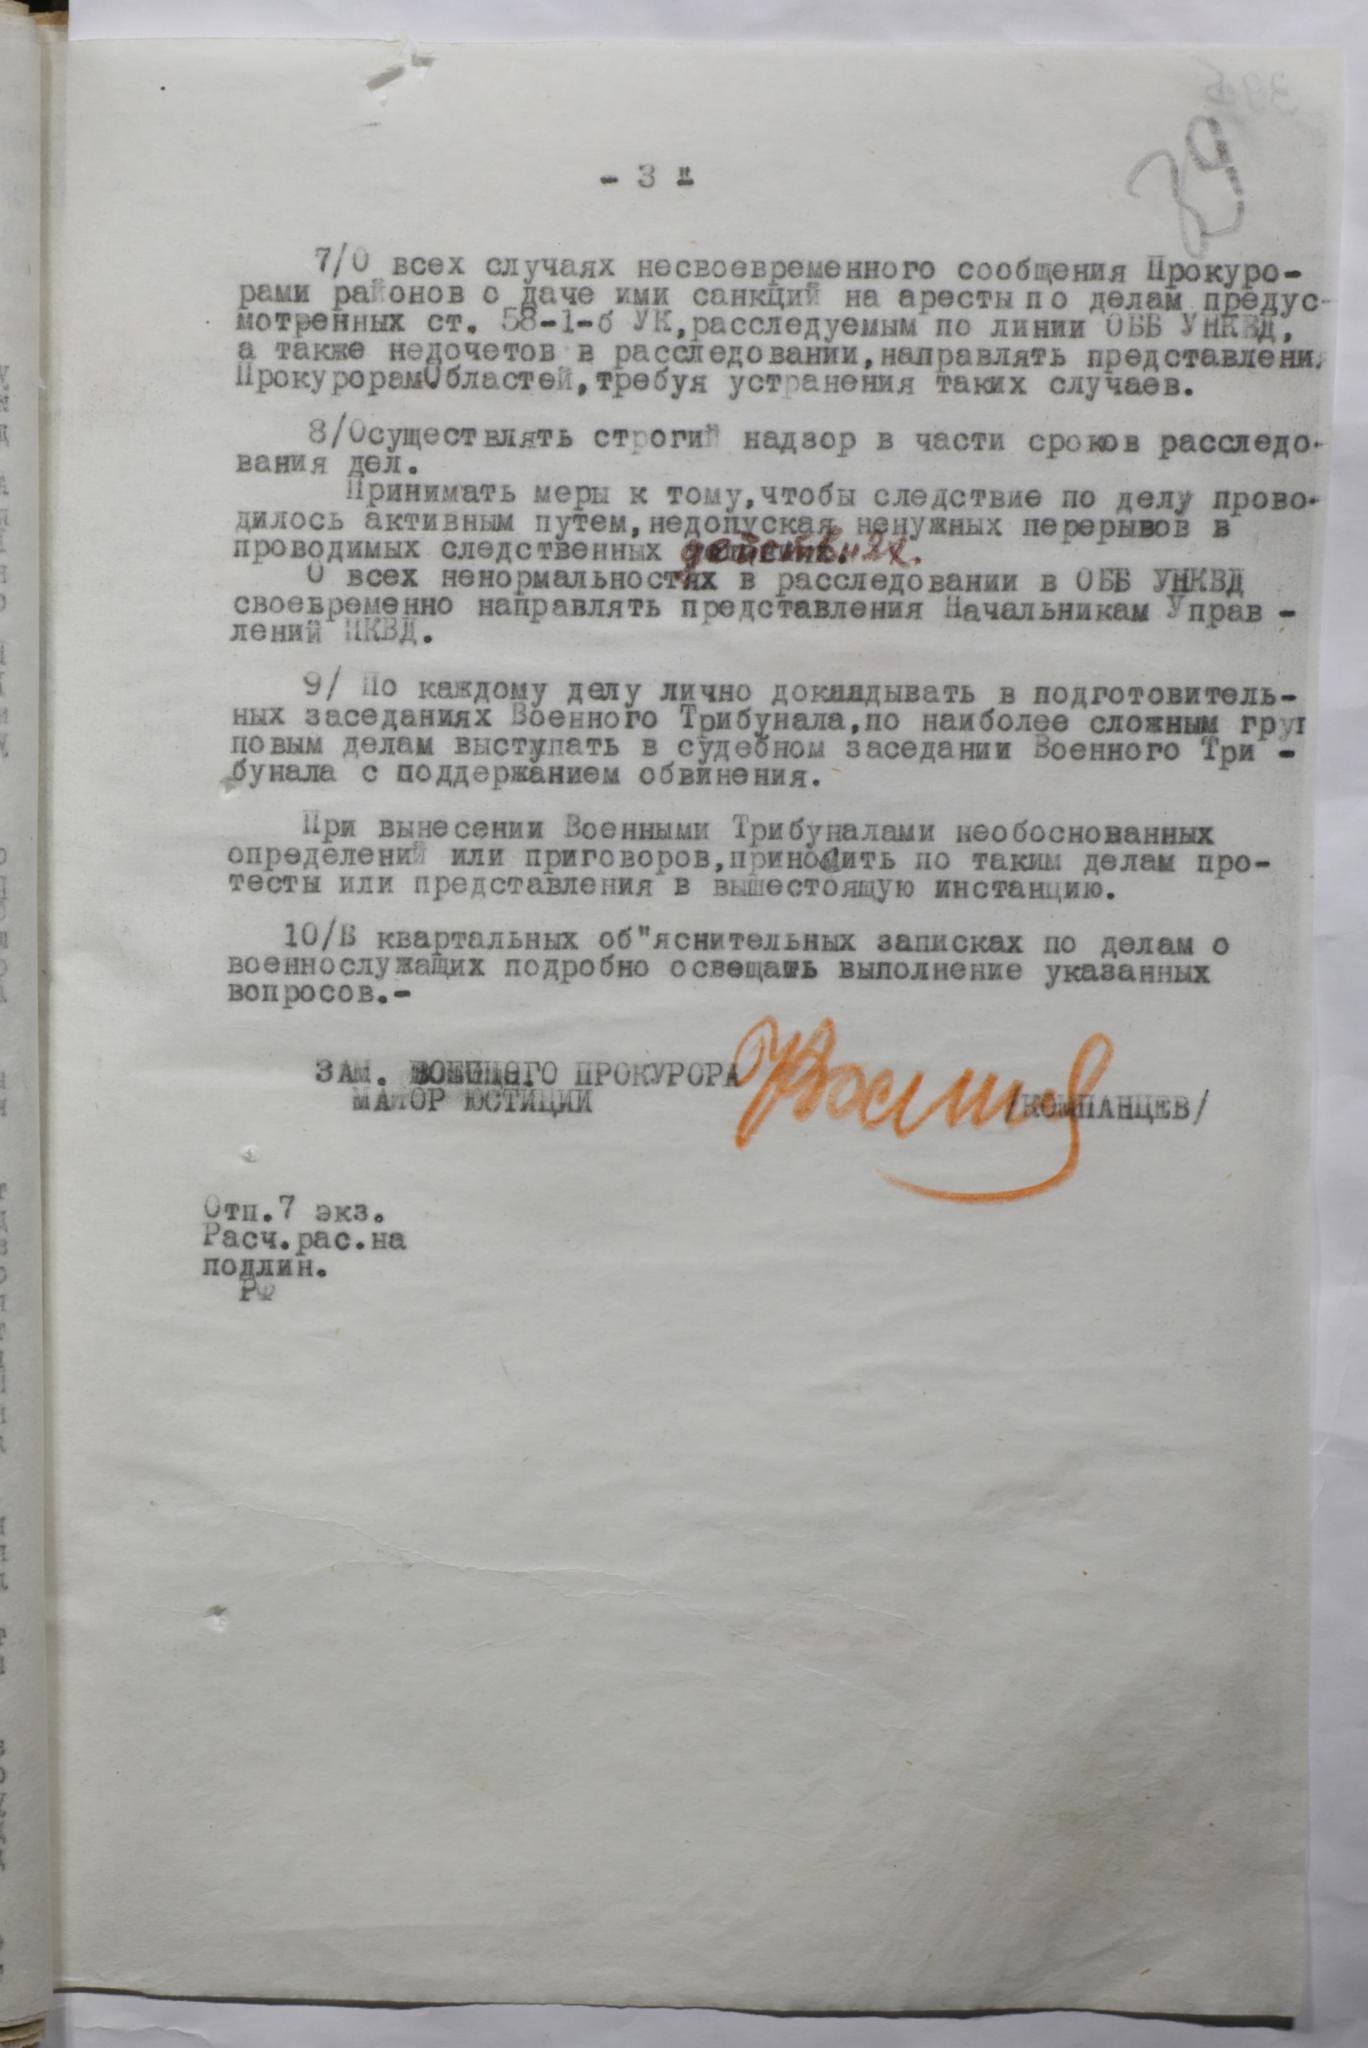 39
- 3 -
7/О всех случаях несвоевременного сообщения Прокуро-
рами районов о даче ими санкций на аресты по делам предус-
мотренных ст. 58-1-б УК,расследуемым по линии ОББ УНКВД,
а также недочетов в расследовании,направлять представления
ПрокурорамОбластей,требуя устранения таких случаев.
8/Осуществлять строгий надзор в части сроков расследо-
вания дел.
Принимать меры к тому,чтобы следствие по делу прово-
дилось активным путем,недопуская ненужных перерывов в
проводимых следственных действиях.
О всех ненормальностях в расследовании в ОББ УНКВД
своевременно направлять представления Начальникам Управ -
лений НКВД.
9/ По каждому делу лично докладывать в подготовитель-
ных заседаниях Военного Трибунала,по наиболее сложным груп
повым делам выступать в судебном заседании Военного Три -
бунала с поддержанием обвинения.
При вынесении Военными Трибуналами необоснованных
определений или приговоров,приносить по таким делам про-
тесты или представления в вышестоящую инстанцию.
10/В квартальных об"яснительных записках по делам о
военнослужащих подробно освещать выполнение указанных
вопросов.-
ЗАМ. ВОЕННОГО ПРОКУРОРА
МАЙОР ЮСТИЦИИ /КОМПАНЦЕВ/
Отп.7 экз.
Расч.рас.на
подлин.
РФ